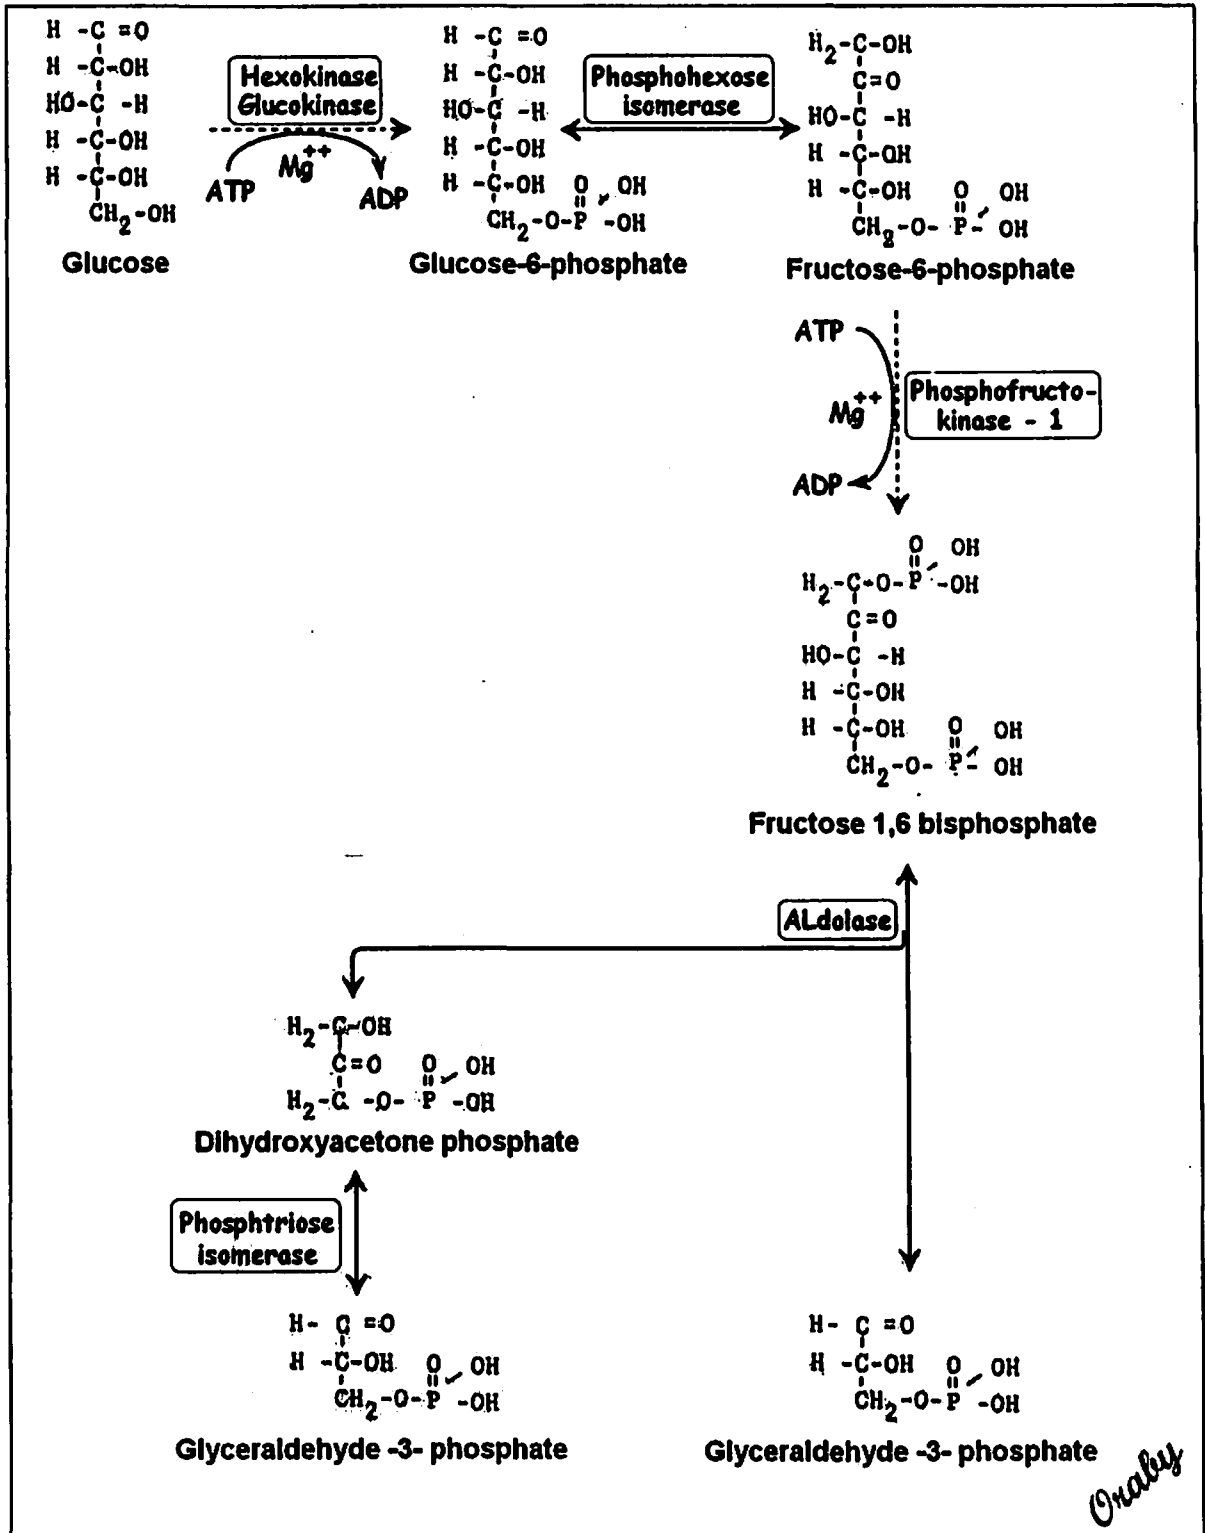 H -C =O
H -C-OH
HO-C -H
H -C-OH
H -C-OH
CH2-OH
Glucose
Hexokinase
Glucokinase
ATP
Mg++
ADP
H -C =O
H -C-OH
HO-C -H
H -C-OH
H -C-OH O OH
CH2-O-P -OH
Glucose-6-phosphate
Phosphohexose
isomerase
H2-C-OH
C=O
HO-C -H
H -C-OH
H -C-OH O OH
CH2-O- P- OH
Fructose-6-phosphate
ATP
Mg++
ADP
Phosphofructo-
kinase - 1
O OH
H2-C-O-P -OH
C=O
HO-C -H
H -C-OH
H -C-OH O OH
CH2-O- P- OH
Fructose 1,6 bisphosphate
ALdolase
H2-C-OH
C=O O OH
H2-C -O- P -OH
Dihydroxyacetone phosphate
Phosphtriose
isomerase
H- C =O
H -C-OH O OH
CH2-O-P -OH
Glyceraldehyde -3- phosphate
H- C =O
H -C-OH O OH
CH2-O-P -OH
Glyceraldehyde -3- phosphate
Oraby